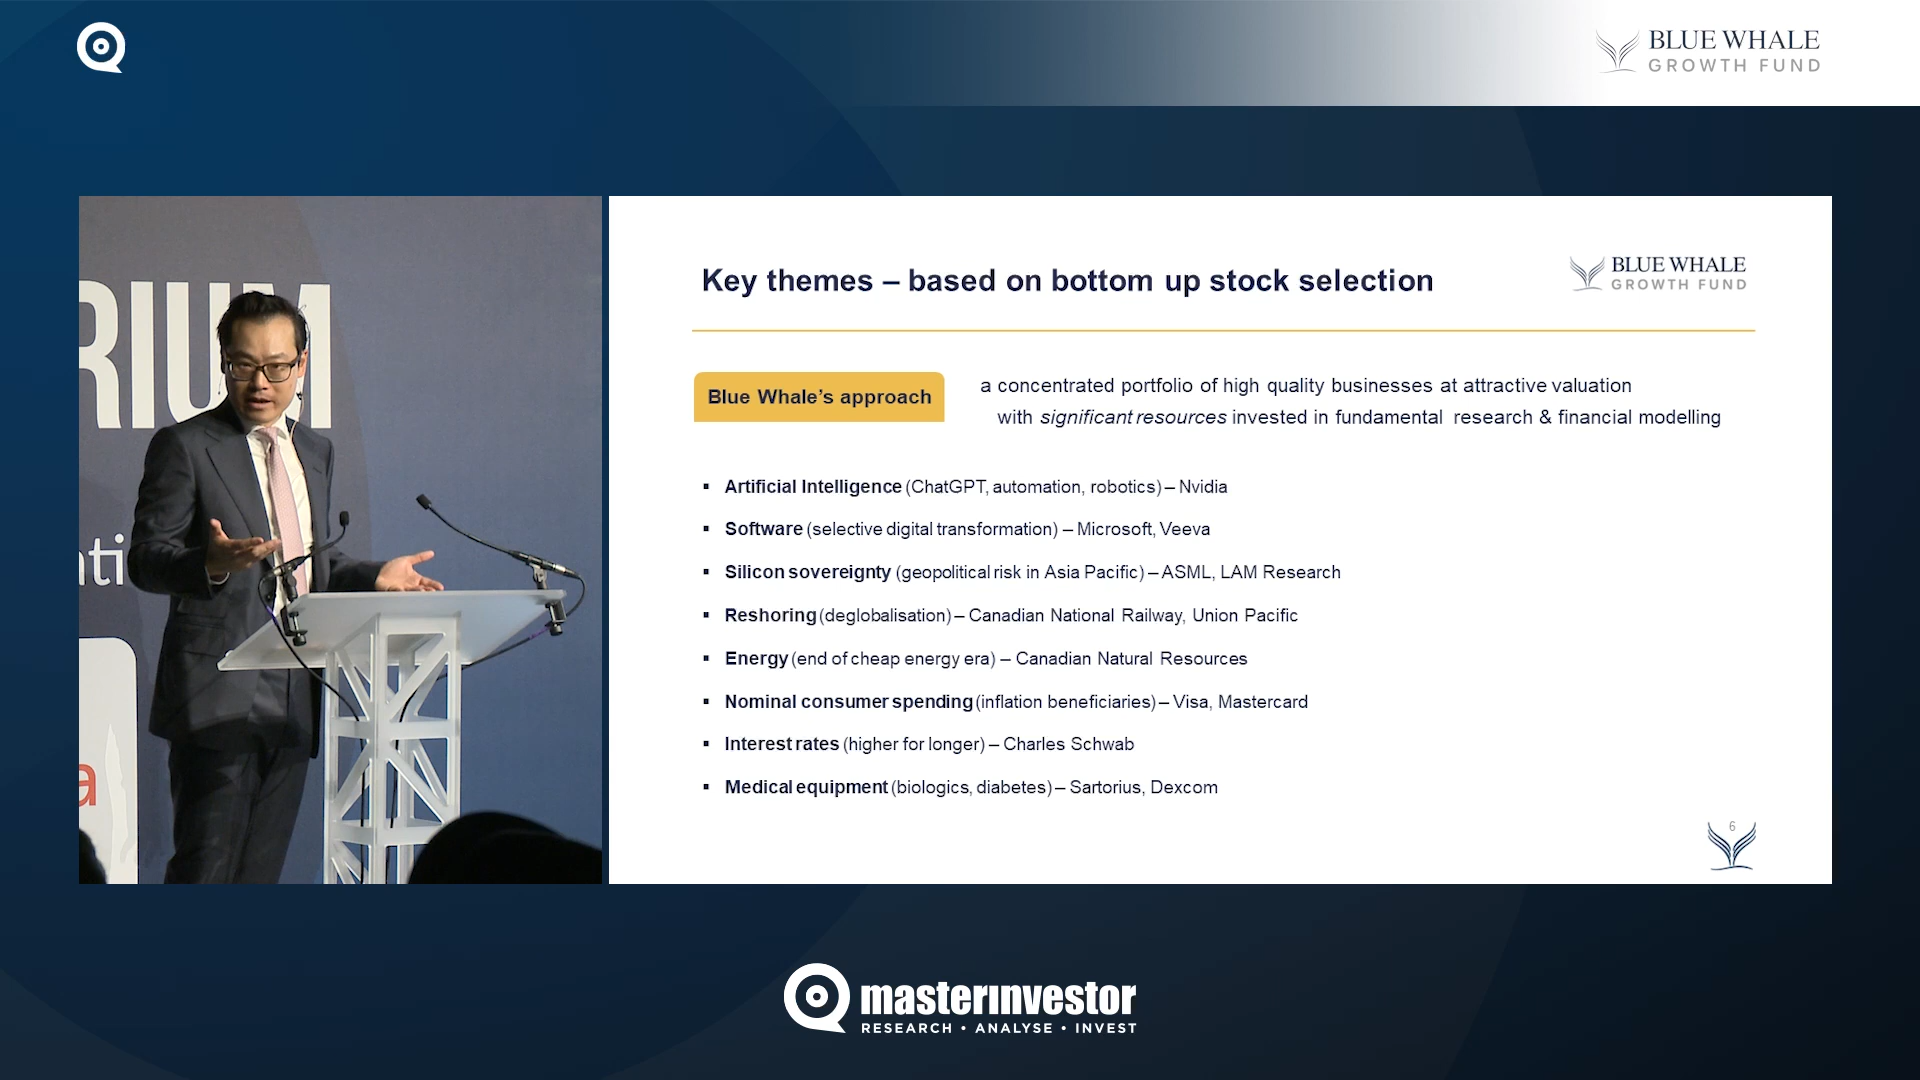 BLUE WHALE
GROWTH FUND
RIUM
ati
a
Key themes – based on bottom up stock selection
BLUE WHALE
GROWTH FUND
Blue Whale's approach
a concentrated portfolio of high quality businesses at attractive valuation
with significant resources invested in fundamental research & financial modelling
▪ Artificial Intelligence (ChatGPT, automation, robotics) – Nvidia
▪ Software (selective digital transformation) – Microsoft, Veeva
▪ Silicon sovereignty (geopolitical risk in Asia Pacific) – ASML, LAM Research
▪ Reshoring (deglobalisation) – Canadian National Railway, Union Pacific
▪ Energy (end of cheap energy era) – Canadian Natural Resources
▪ Nominal consumer spending (inflation beneficiaries) – Visa, Mastercard
▪ Interest rates (higher for longer) – Charles Schwab
▪ Medical equipment (biologics, diabetes) – Sartorius, Dexcom
6
masterinvestor
RESEARCH • ANALYSE • INVEST